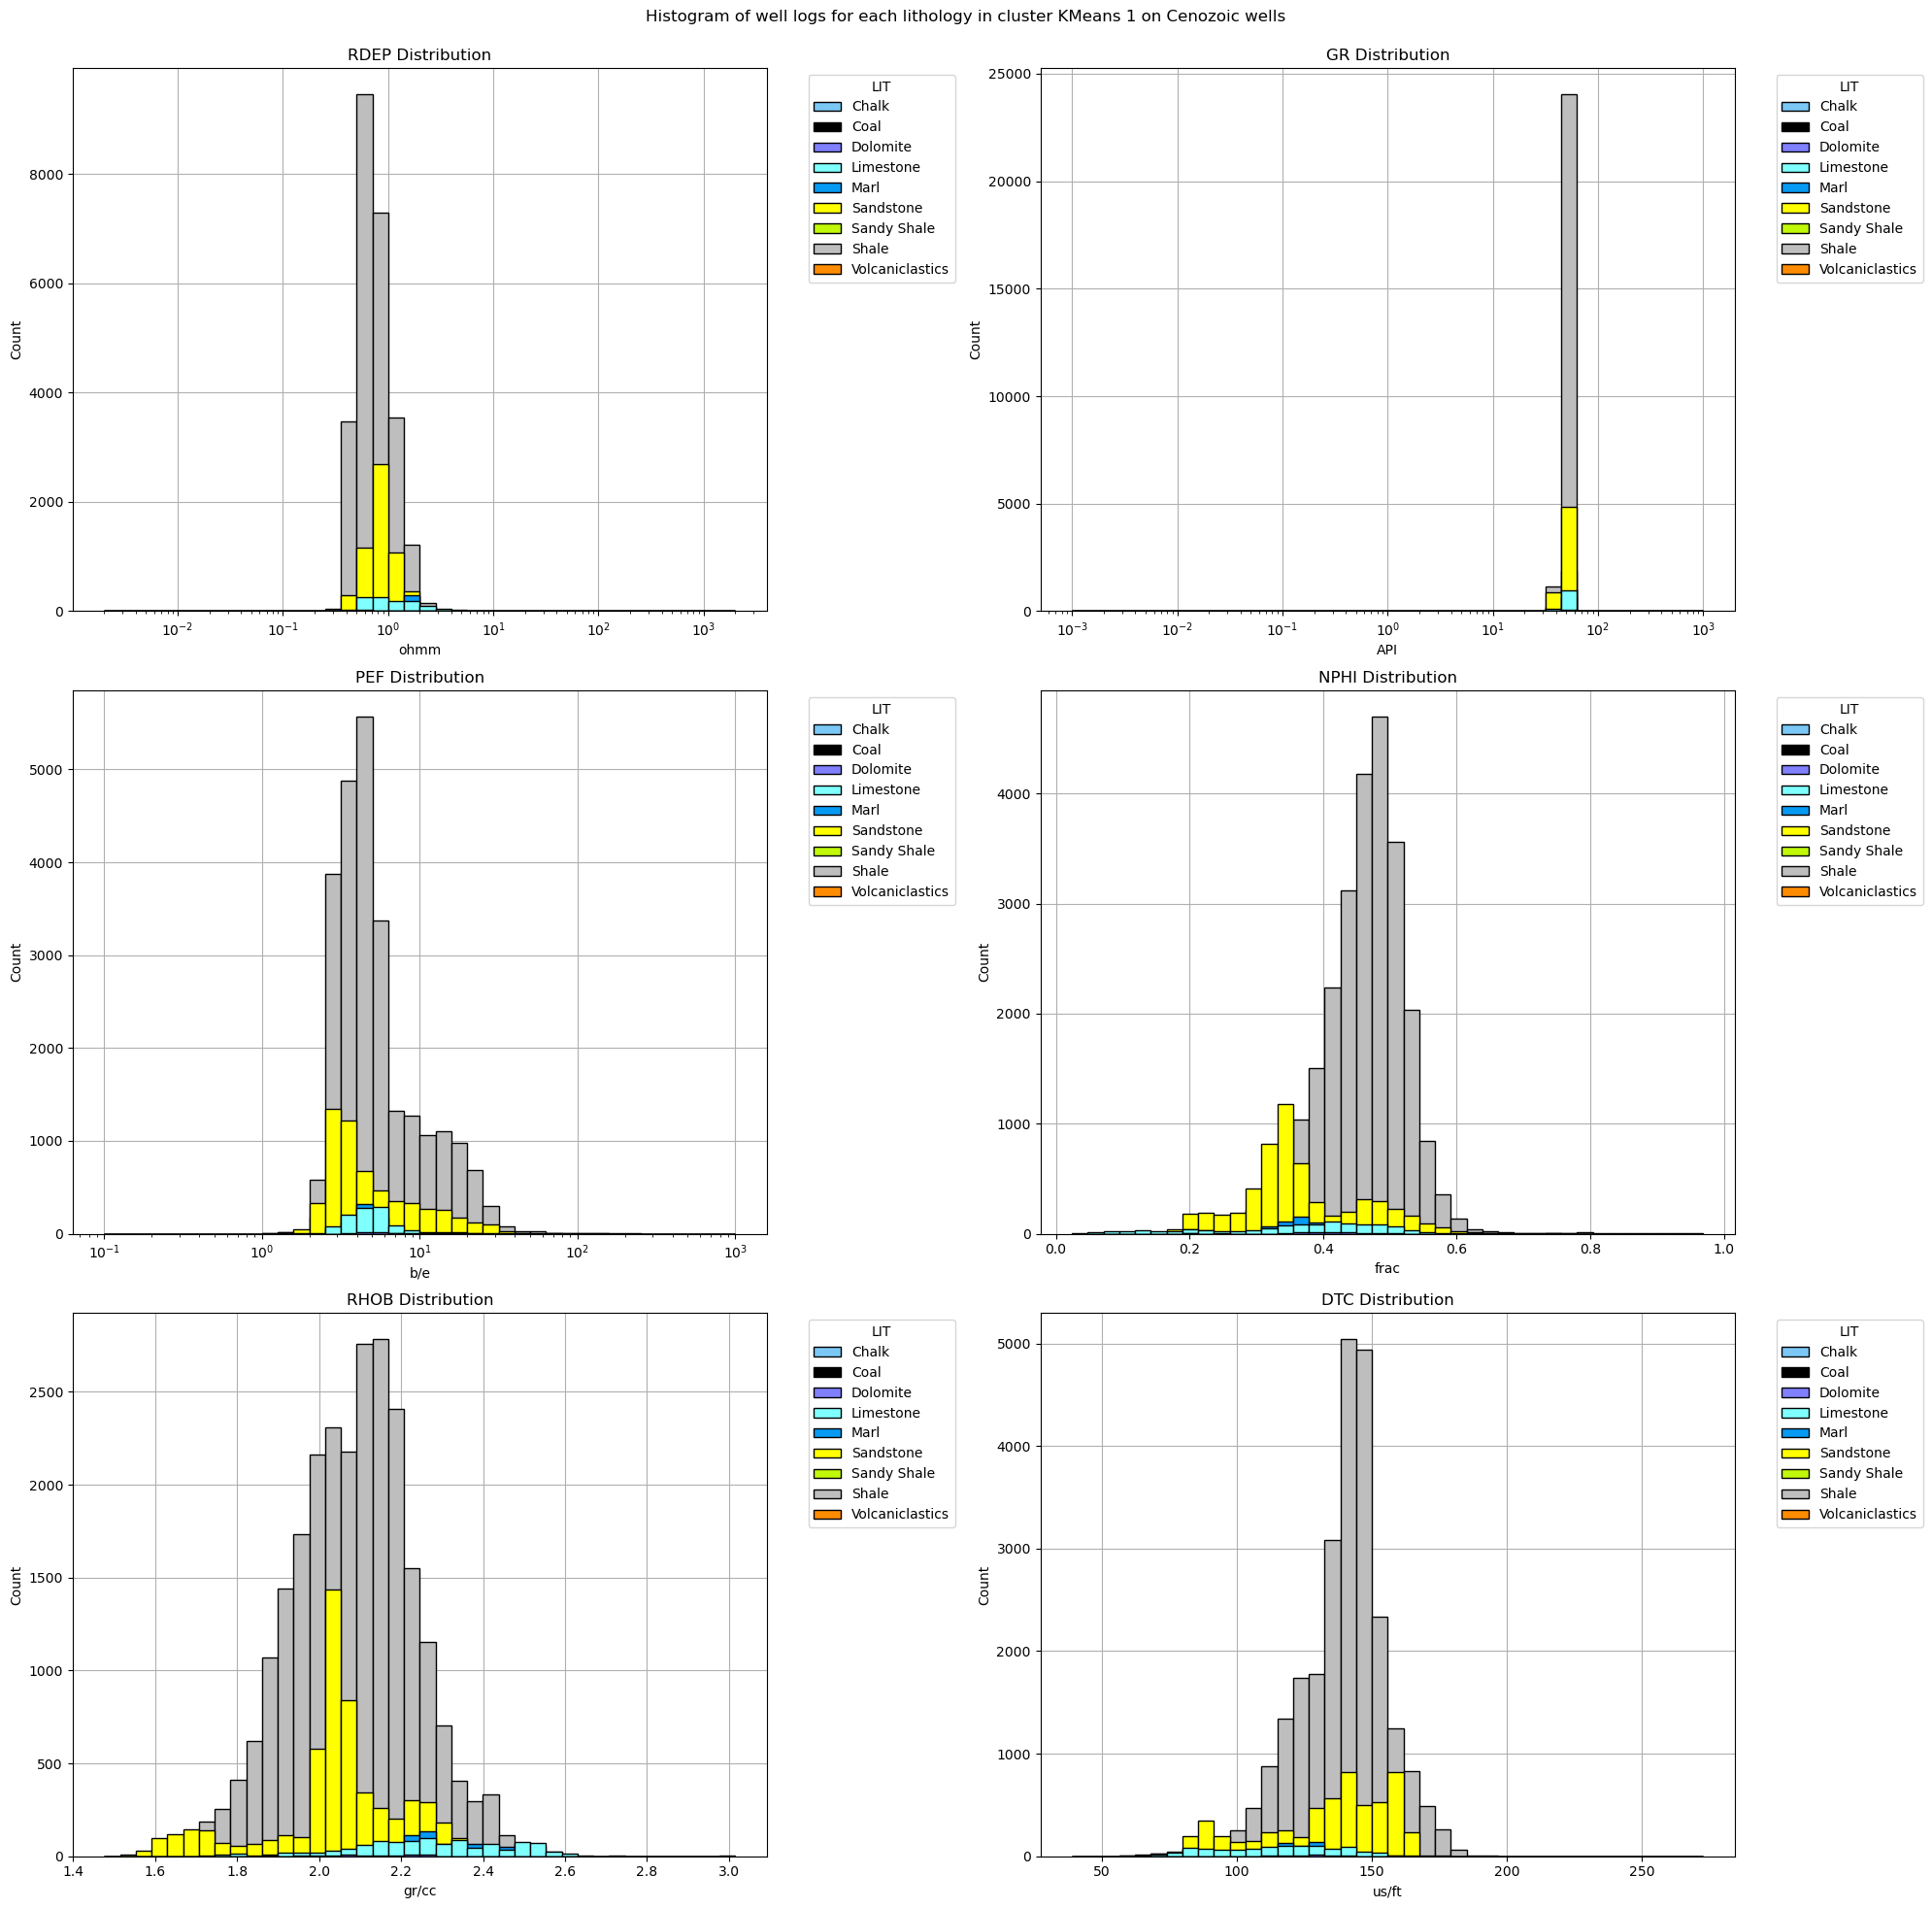 Histogram of well logs for each lithology in cluster KMeans 1 on Cenozoic wells
RDEP Distribution
Count
8000
6000
4000
2000
0
10⁻²
10⁻¹
10⁰
10¹
10²
10³
ohmm
LIT
Chalk
Coal
Dolomite
Limestone
Marl
Sandstone
Sandy Shale
Shale
Volcaniclastics
GR Distribution
Count
25000
20000
15000
10000
5000
0
10⁻³
10⁻²
10⁻¹
10⁰
10¹
10²
10³
API
LIT
Chalk
Coal
Dolomite
Limestone
Marl
Sandstone
Sandy Shale
Shale
Volcaniclastics
PEF Distribution
Count
5000
4000
3000
2000
1000
0
10⁻¹
10⁰
10¹
10²
10³
b/e
LIT
Chalk
Coal
Dolomite
Limestone
Marl
Sandstone
Sandy Shale
Shale
Volcaniclastics
NPHI Distribution
Count
4000
3000
2000
1000
0
0.0
0.2
0.4
0.6
0.8
1.0
frac
LIT
Chalk
Coal
Dolomite
Limestone
Marl
Sandstone
Sandy Shale
Shale
Volcaniclastics
RHOB Distribution
Count
2500
2000
1500
1000
500
0
1.4
1.6
1.8
2.0
2.2
2.4
2.6
2.8
3.0
gr/cc
LIT
Chalk
Coal
Dolomite
Limestone
Marl
Sandstone
Sandy Shale
Shale
Volcaniclastics
DTC Distribution
Count
5000
4000
3000
2000
1000
0
50
100
150
200
250
us/ft
LIT
Chalk
Coal
Dolomite
Limestone
Marl
Sandstone
Sandy Shale
Shale
Volcaniclastics